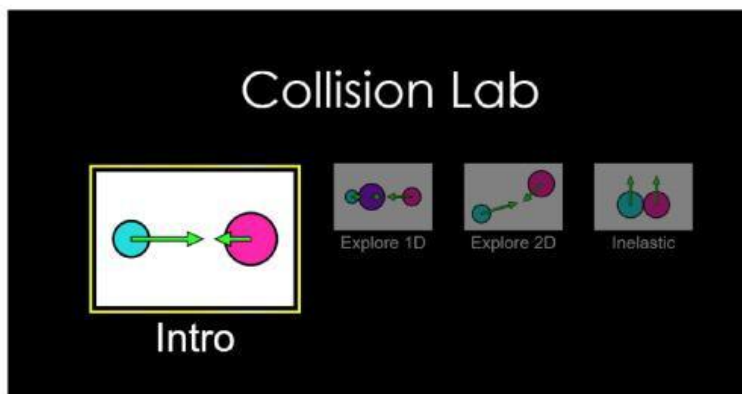 Collision Lab
Intro
Explore 1D
Explore 2D
Inelastic